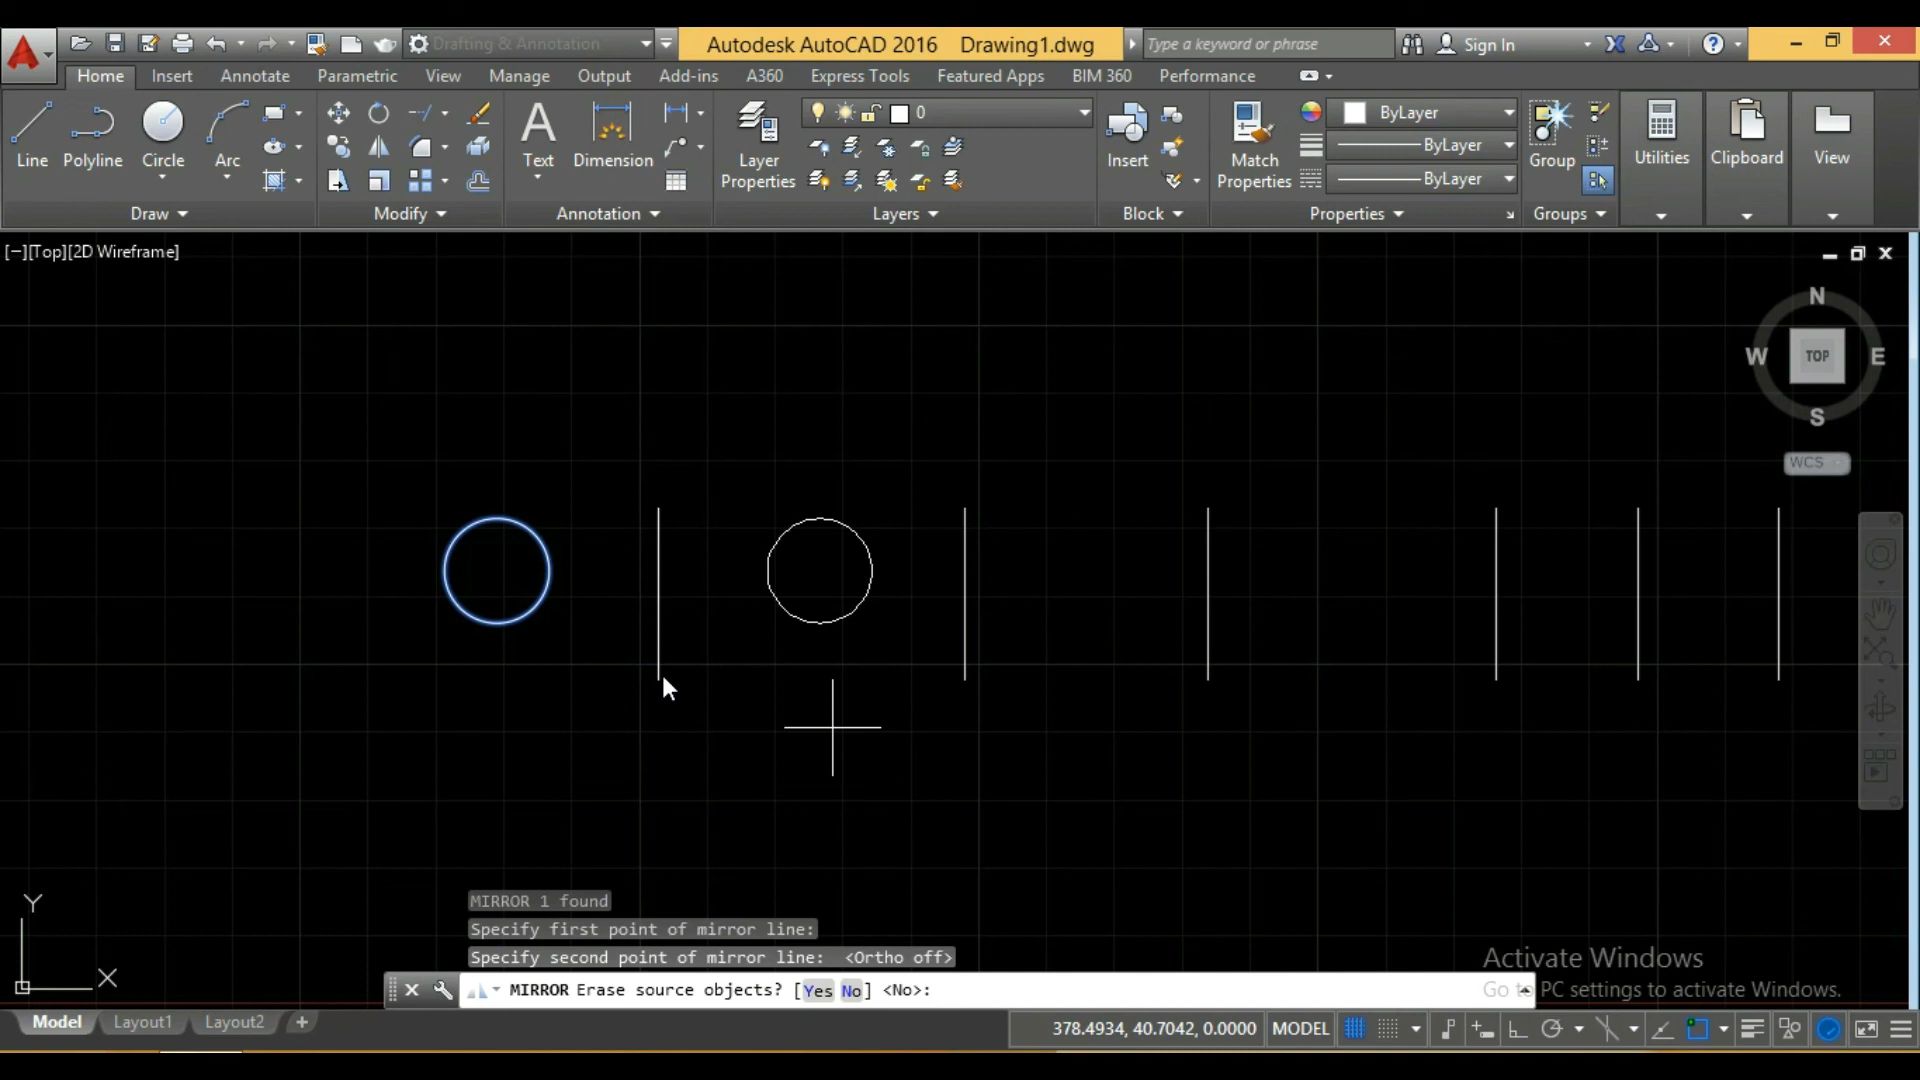 Drafting & Annotation
Autodesk AutoCAD 2016 Drawing1.dwg
Type a keyword or phrase
Sign In
Home Insert Annotate Parametric View Manage Output Add-ins A360 Express Tools Featured Apps BIM 360 Performance
0
ByLayer
ByLayer
ByLayer
Line Polyline Circle Arc
Text Dimension
Layer Properties
Insert
Match Properties
Group
Utilities
Clipboard
View
Draw Modify Annotation Layers Block Properties Groups
[−][Top][2D Wireframe]
N
W TOP E
S
WCS
MIRROR 1 found
Specify first point of mirror line:
Specify second point of mirror line: <Ortho off>
MIRROR Erase source objects? [Yes No] <No>:
Y
X
Activate Windows
Go to PC settings to activate Windows.
Model Layout1 Layout2 +
378.4934, 40.7042, 0.0000 MODEL